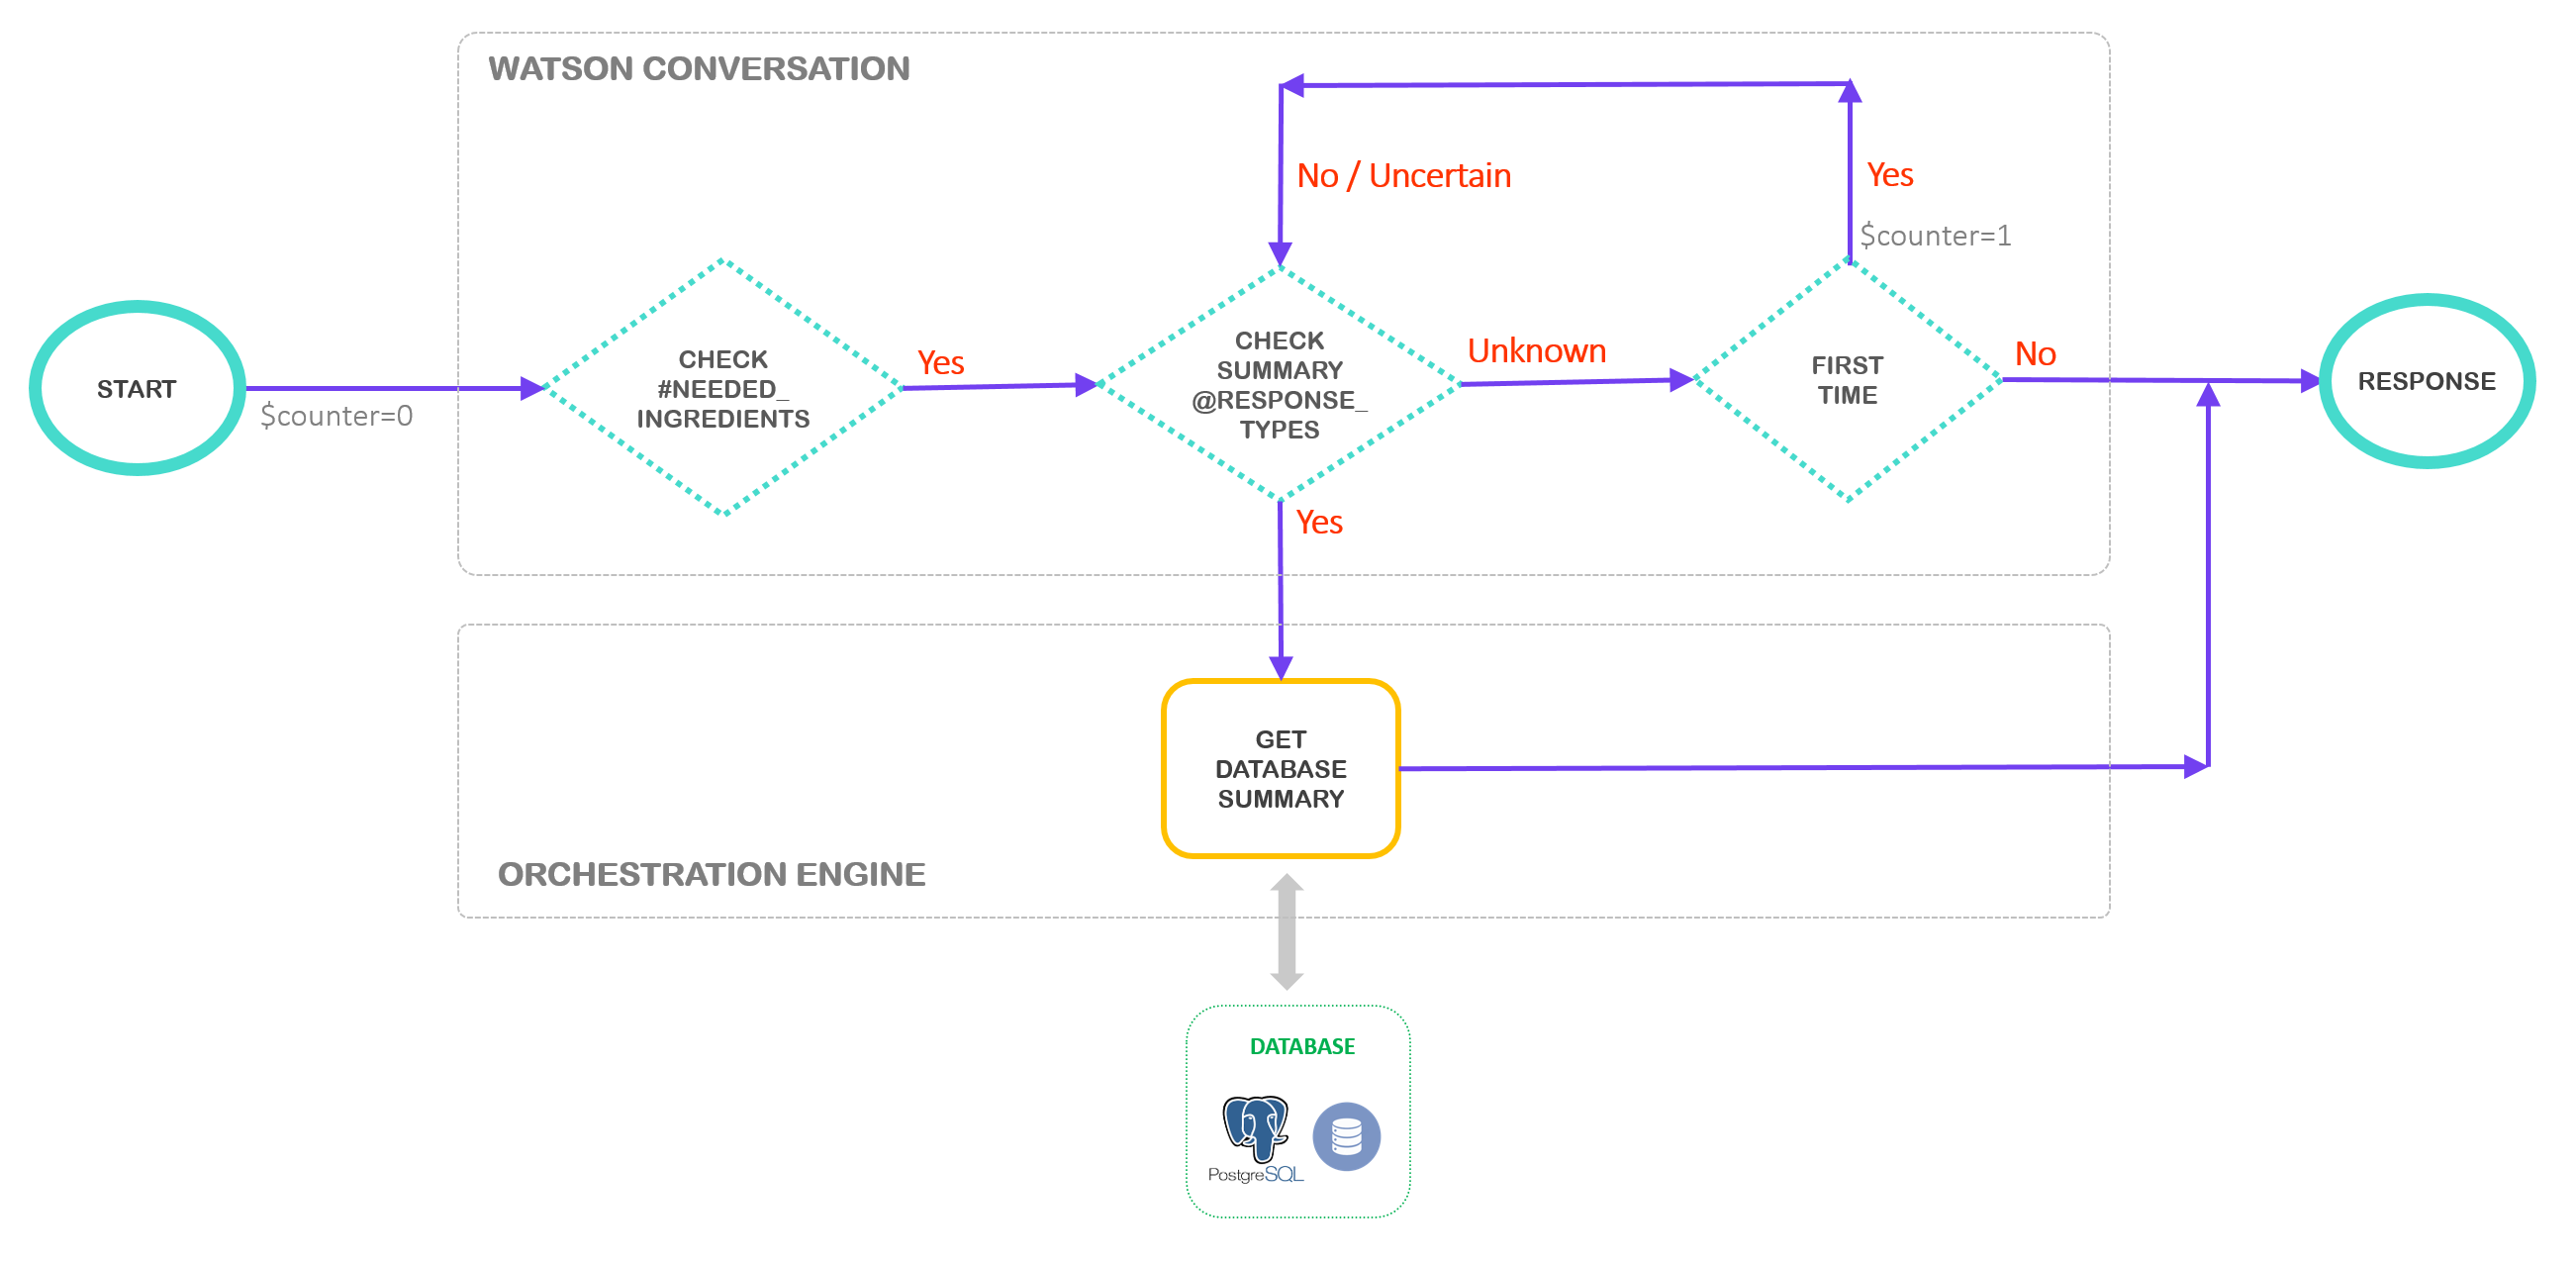 WATSON CONVERSATION
No / Uncertain
Yes
$counter=1
START
$counter=0
CHECK
#NEEDED_
INGREDIENTS
Yes
CHECK
SUMMARY
@RESPONSE_
TYPES
Unknown
FIRST
TIME
No
RESPONSE
Yes
GET
DATABASE
SUMMARY
ORCHESTRATION ENGINE
DATABASE
PostgreSQL